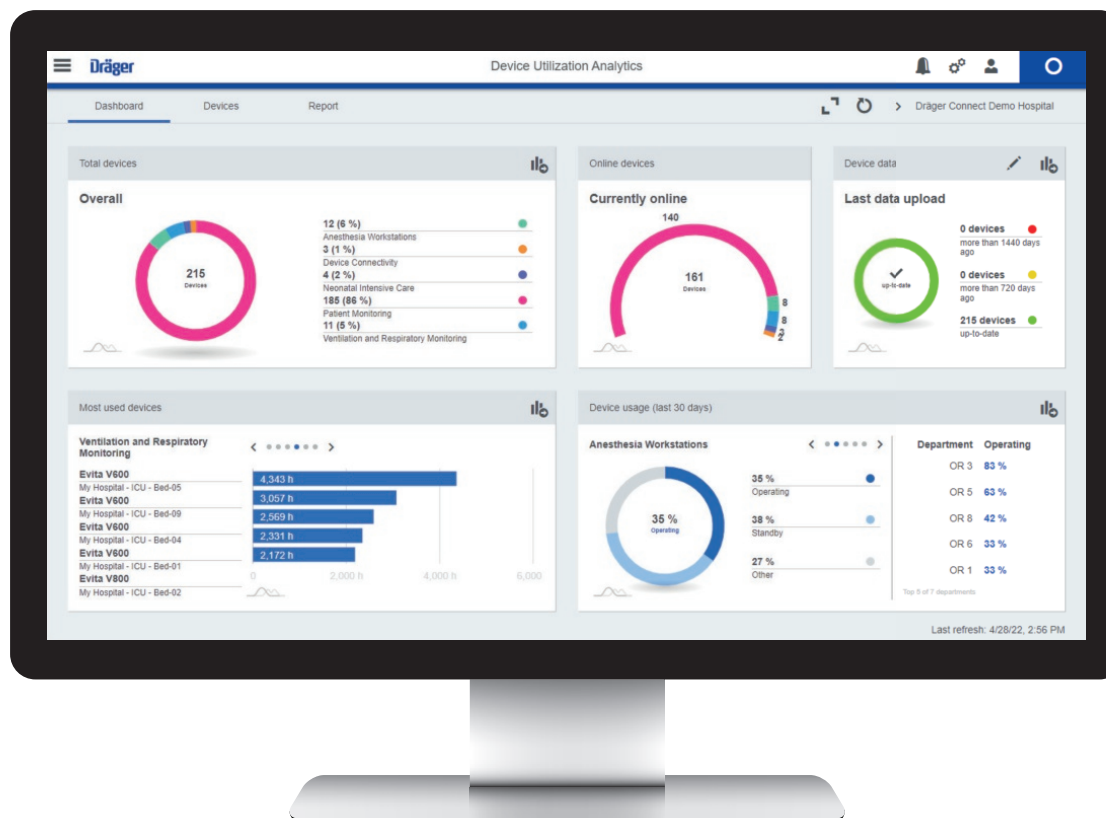 Dräger
Device Utilization Analytics
Dashboard
Devices
Report
Dräger Connect Demo Hospital
Total devices
Overall
215
Devices
12 (6 %)
Anesthesia Workstations
3 (1 %)
Device Connectivity
4 (2 %)
Neonatal Intensive Care
185 (86 %)
Patient Monitoring
11 (5 %)
Ventilation and Respiratory Monitoring
Online devices
Currently online
140
161
Devices
8
8
2
Device data
Last data upload
up-to-date
0 devices
more than 1440 days
ago
0 devices
more than 720 days
ago
215 devices
up-to-date
Most used devices
Ventilation and Respiratory
Monitoring
Evita V600
My Hospital - ICU - Bed-05
Evita V600
My Hospital - ICU - Bed-09
Evita V600
My Hospital - ICU - Bed-04
Evita V600
My Hospital - ICU - Bed-01
Evita V800
My Hospital - ICU - Bed-02
4,343 h
3,057 h
2,569 h
2,331 h
2,172 h
0
2,000 h
4,000 h
6,000
Device usage (last 30 days)
Anesthesia Workstations
35 %
Operating
35 %
Operating
38 %
Standby
27 %
Other
Department Operating
OR 3 83 %
OR 5 63 %
OR 8 42 %
OR 6 33 %
OR 1 33 %
Top 5 of 7 departments
Last refresh: 4/28/22, 2:56 PM